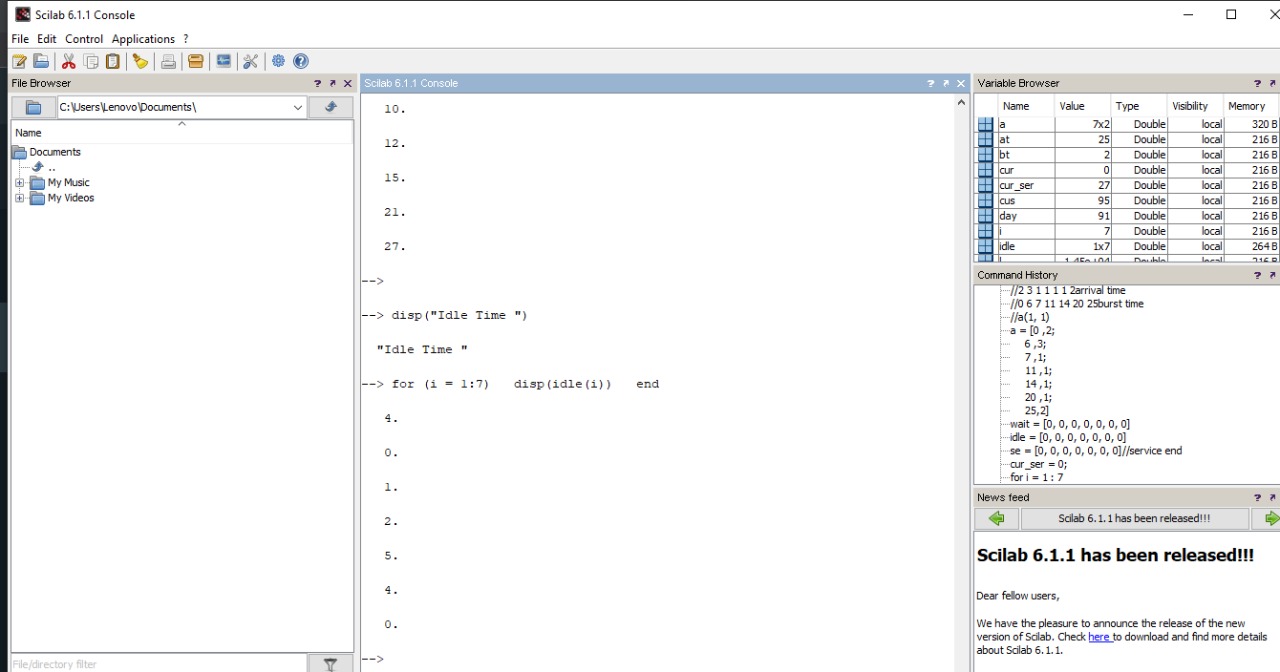 Scilab 6.1.1 Console
File Edit Control Applications ?
File Browser ? X
C:\Users\Lenovo\Documents\
Name
Documents
..
My Music
My Videos
File/directory filter
Scilab 6.1.1 Console ? X
10.
12.
15.
21.
27.
-->
--> disp("Idle Time ")
"Idle Time "
--> for (i = 1:7) disp(idle(i)) end
4.
0.
1.
2.
5.
4.
0.
-->
Variable Browser ?
Name Value Type Visibility Memory
a 7x2 Double local 320 B
at 25 Double local 216 B
bt 2 Double local 216 B
cur 0 Double local 216 B
cur_ser 27 Double local 216 B
cus 95 Double local 216 B
day 91 Double local 216 B
i 7 Double local 216 B
idle 1x7 Double local 264 B
Command History ?
//2 3 1 1 1 1 2arrival time
//0 6 7 11 14 20 25burst time
//a(1, 1)
a = [0 ,2;
6 ,3;
7 ,1;
11 ,1;
14 ,1;
20 ,1;
25,2]
wait = [0, 0, 0, 0, 0, 0, 0]
idle = [0, 0, 0, 0, 0, 0, 0]
se = [0, 0, 0, 0, 0, 0, 0]//service end
cur_ser = 0;
for i = 1 : 7
News feed ?
Scilab 6.1.1 has been released!!!
Scilab 6.1.1 has been released!!!
Dear fellow users,
We have the pleasure to announce the release of the new
version of Scilab. Check here to download and find more details
about Scilab 6.1.1.